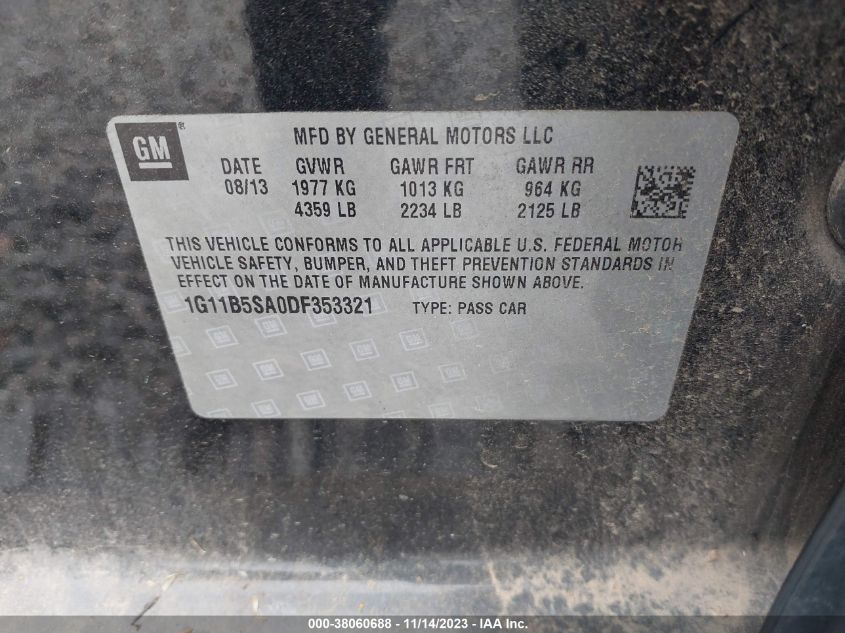 GM®
MFD BY GENERAL MOTORS LLC
DATE GVWR GAWR FRT GAWR RR
08/13 1977 KG 1013 KG 964 KG
4359 LB 2234 LB 2125 LB
THIS VEHICLE CONFORMS TO ALL APPLICABLE U.S. FEDERAL MOTOR
VEHICLE SAFETY, BUMPER, AND THEFT PREVENTION STANDARDS IN
EFFECT ON THE DATE OF MANUFACTURE SHOWN ABOVE.
1G11B5SA0DF353321 TYPE: PASS CAR
000-38060688 - 11/14/2023 - IAA Inc.